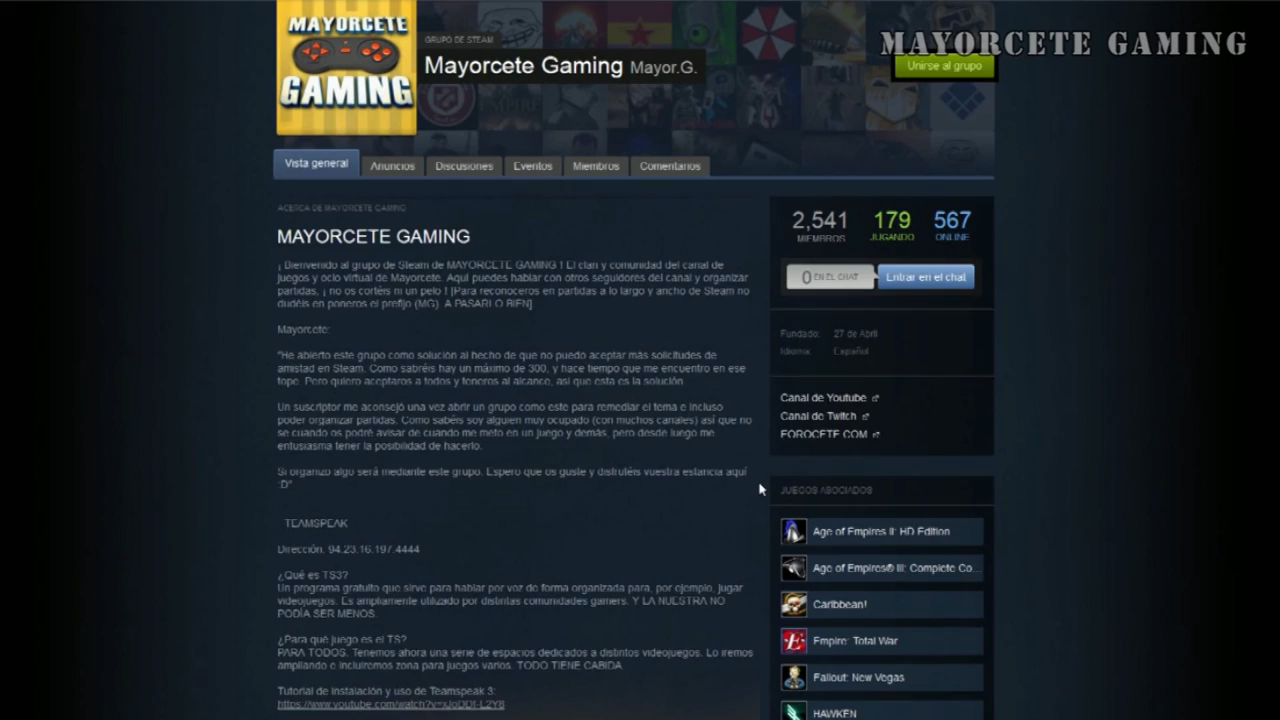 MAYORCETE
GAMING
GRUPO DE STEAM
Mayorcete Gaming Mayor.G.
MAYORCETE GAMING
Unirse al grupo
Vista general
Anuncios
Discusiones
Eventos
Miembros
Comentarios
ACERCA DE MAYORCETE GAMING
MAYORCETE GAMING
¡ Bienvenido al grupo de Steam de MAYORCETE GAMING ! El clan y comunidad del canal de
juegos y ocio virtual de Mayorcete. Aquí puedes hablar con otros seguidores del canal y organizar
partidas, ¡ no os cortéis ni un pelo ! [Para reconoceros en partidas a lo largo y ancho de Steam no
dudéis en poneros el prefijo (MG). A PASARLO BIEN]
Mayorcete:
"He abierto este grupo como solución al hecho de que no puedo aceptar más solicitudes de
amistad en Steam. Como sabréis hay un máximo de 300, y hace tiempo que me encuentro en ese
tope. Pero quiero aceptaros a todos y teneros al alcance, así que esta es la solución.
Un suscriptor me aconsejó una vez abrir un grupo como este para remediar el tema e incluso
poder organizar partidas. Como sabéis soy alguien muy ocupado (con muchos canales) así que no
se cuando os podré avisar de cuando me meto en un juego y demás, pero desde luego me
entusiasma tener la posibilidad de hacerlo.
Si organizo algo será mediante este grupo. Espero que os guste y disfrutéis vuestra estancia aquí
:D"
TEAMSPEAK
Dirección: 94.23.16.197:4444
¿Qué es TS3?
Un programa gratuito que sirve para hablar por voz de forma organizada para, por ejemplo, jugar
videojuegos. Es ampliamente utilizado por distintas comunidades gamers. Y LA NUESTRA NO
PODÍA SER MENOS.
¿Para qué juego es el TS?
PARA TODOS. Tenemos ahora una serie de espacios dedicados a distintos videojuegos. Lo iremos
ampliando e incluiremos zona para juegos varios. TODO TIENE CABIDA.
Tutorial de instalación y uso de Teamspeak 3:
2,541 179 567
MIEMBROS JUGANDO ONLINE
0 EN EL CHAT
Entrar en el chat
Fundado: 27 de Abril
Idioma: Español
Canal de Youtube
Canal de Twitch
FOROCETE.COM
JUEGOS ASOCIADOS
Age of Empires II: HD Edition
Age of Empires® III: Complete Co...
Caribbean!
Empire: Total War
Fallout: New Vegas
HAWKEN